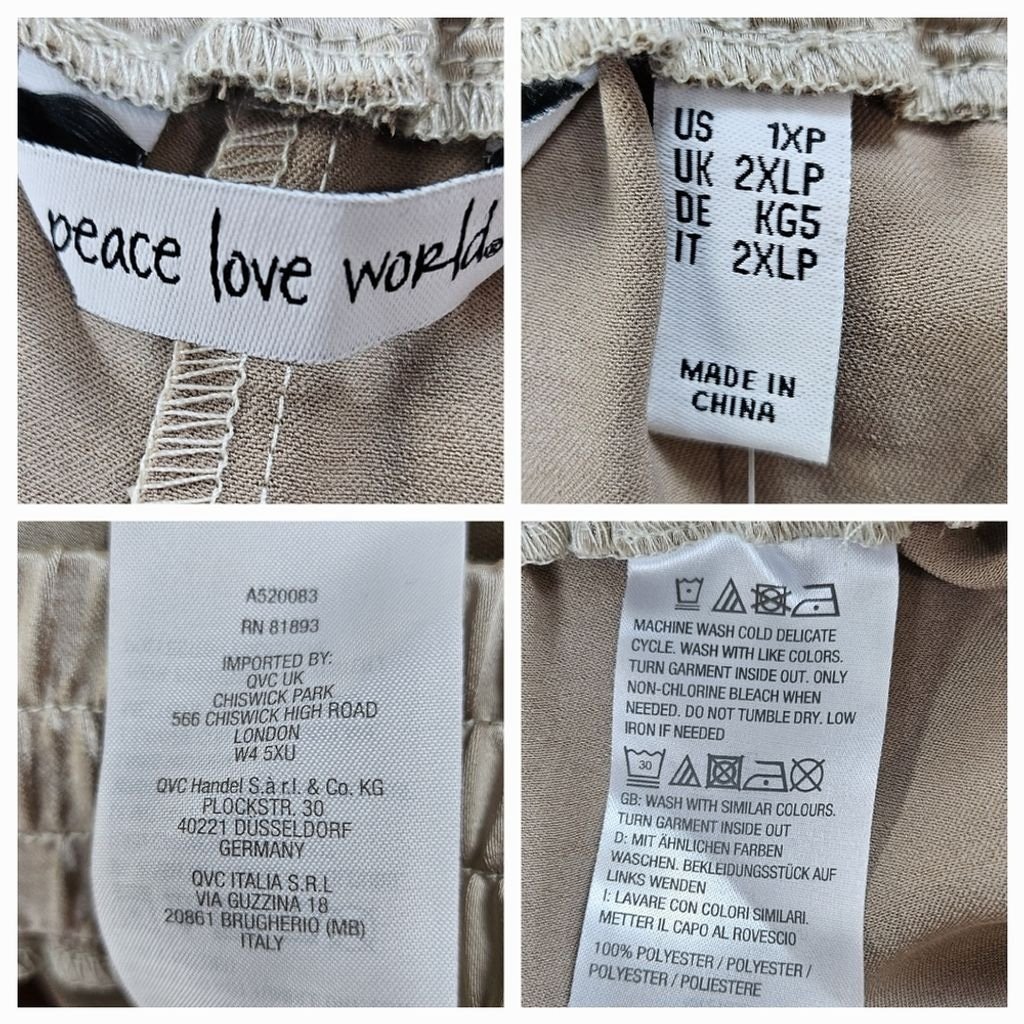 peace love world®
US 1XP
UK 2XLP
DE KG5
IT 2XLP
MADE IN
CHINA
A520083
RN 81893
IMPORTED BY:
QVC UK
CHISWICK PARK
566 CHISWICK HIGH ROAD
LONDON
W4 5XU
QVC Handel S.à r.l. & Co. KG
PLOCKSTR. 30
40221 DUSSELDORF
GERMANY
QVC ITALIA S.R.L
VIA GUZZINA 18
20861 BRUGHERIO (MB)
ITALY
MACHINE WASH COLD DELICATE
CYCLE. WASH WITH LIKE COLORS.
TURN GARMENT INSIDE OUT. ONLY
NON-CHLORINE BLEACH WHEN
NEEDED. DO NOT TUMBLE DRY. LOW
IRON IF NEEDED
30
GB: WASH WITH SIMILAR COLOURS.
TURN GARMENT INSIDE OUT
D: MIT ÄHNLICHEN FARBEN
WASCHEN. BEKLEIDUNGSSTÜCK AUF
LINKS WENDEN
I: LAVARE CON COLORI SIMILARI.
METTER IL CAPO AL ROVESCIO
100% POLYESTER / POLYESTER /
POLYESTER / POLIESTERE